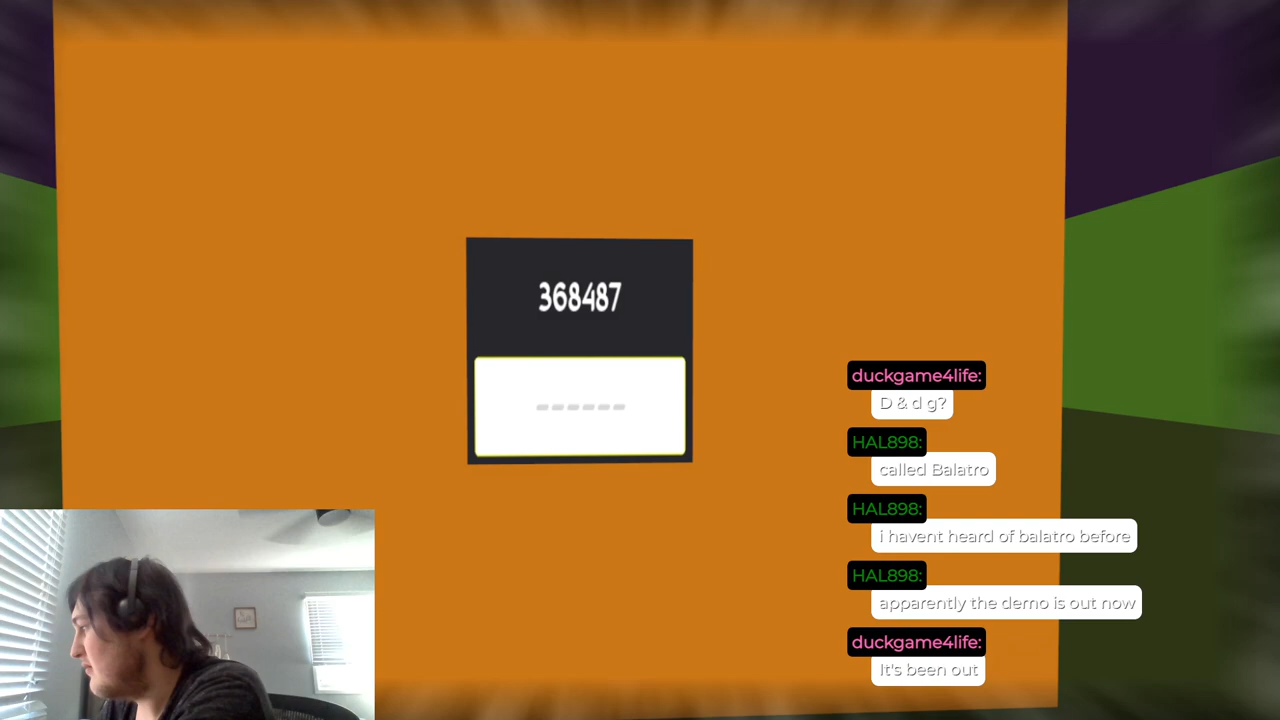 368487
------
duckgame4life:
D & d g?
HAL898:
called Balatro
HAL898:
i havent heard of balatro before
HAL898:
apparently the demo is out now
duckgame4life:
It's been out